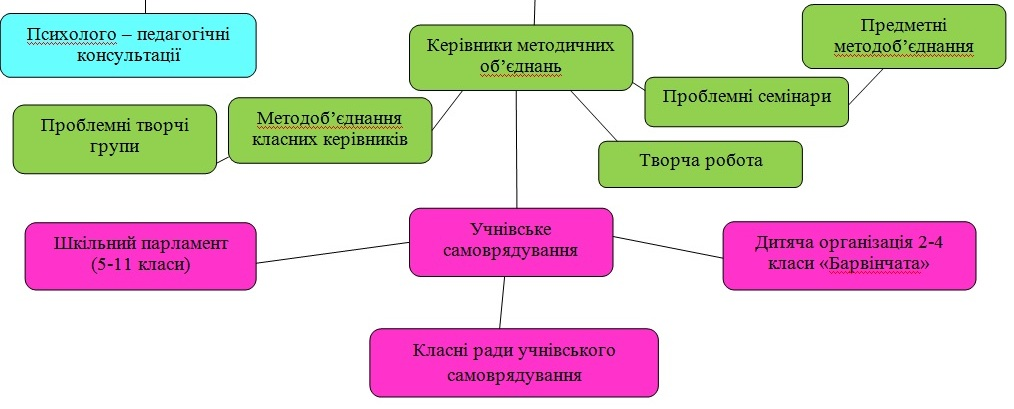 Психолого – педагогічні
консультації
Керівники методичних
об’єднань
Предметні
методоб’єднання
Проблемні семінари
Проблемні творчі
групи
Методоб’єднання
класних керівників
Творча робота
Шкільний парламент
(5-11 класи)
Учнівське
самоврядування
Дитяча організація 2-4
класи «Барвінчата»
Класні ради учнівського
самоврядування